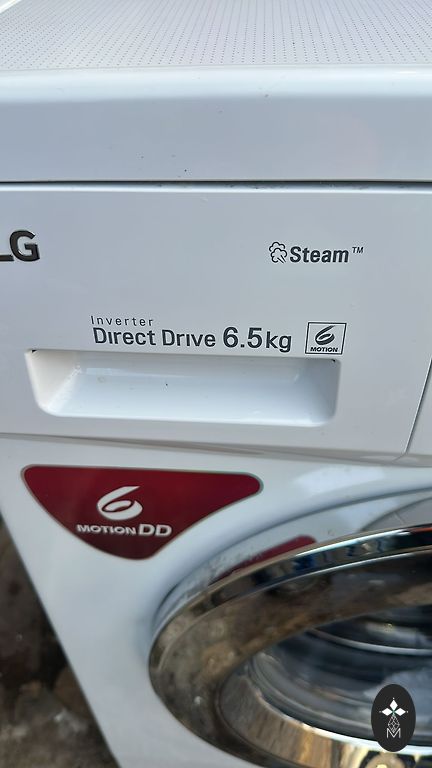 LG
Steam™
Inverter
Direct Drive 6.5kg
6
MOTION
6
MOTION DD
M